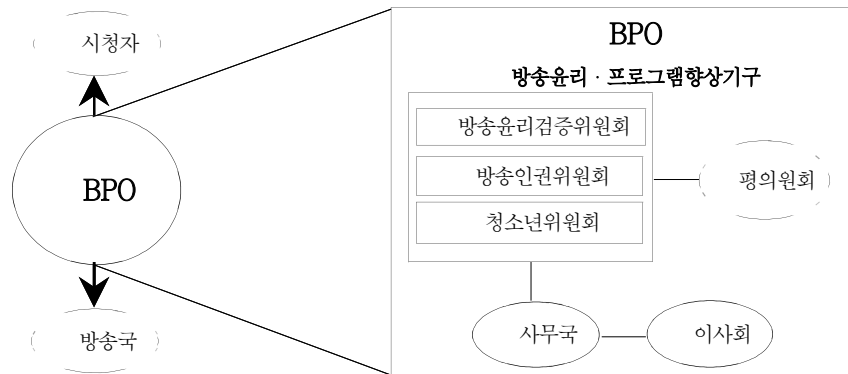 시청자
BPO
방송국
BPO
방송윤리 · 프로그램향상기구
방송윤리검증위원회
방송인권위원회
청소년위원회
평의원회
사무국
이사회